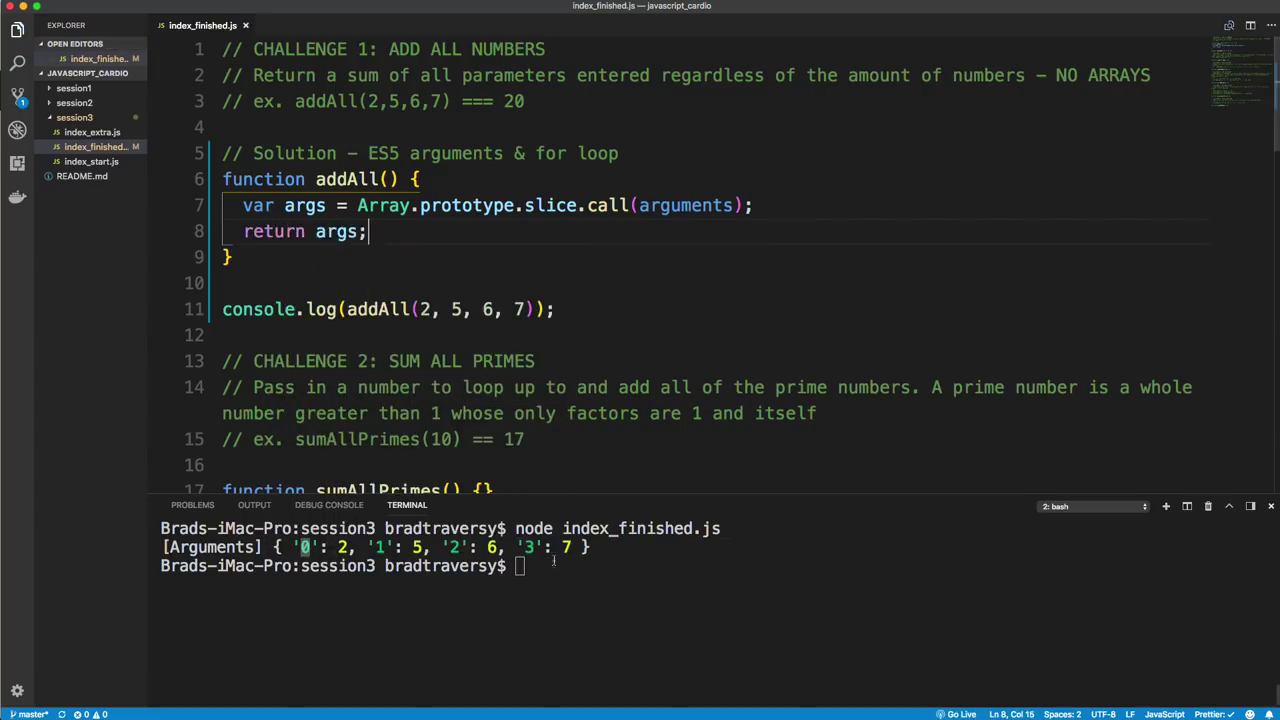 index_finished.js — javascript_cardio
EXPLORER
index_finished.js ×
OPEN EDITORS
index_finishe.. M
JAVASCRIPT_CARDIO
session1
session2
session3
index_extra.js
index_finished... M
index_start.js
README.md
1
1 // CHALLENGE 1: ADD ALL NUMBERS
2 // Return a sum of all parameters entered regardless of the amount of numbers - NO ARRAYS
3 // ex. addAll(2,5,6,7) === 20
4
5 // Solution - ES5 arguments & for loop
6 function addAll() {
7 var args = Array.prototype.slice.call(arguments);
8 return args;
9 }
10
11 console.log(addAll(2, 5, 6, 7));
12
13 // CHALLENGE 2: SUM ALL PRIMES
14 // Pass in a number to loop up to and add all of the prime numbers. A prime number is a whole
number greater than 1 whose only factors are 1 and itself
15 // ex. sumAllPrimes(10) == 17
16
17 function sumAllPrimes() {}
PROBLEMS OUTPUT DEBUG CONSOLE TERMINAL 2: bash
Brads-iMac-Pro:session3 bradtraversy$ node index_finished.js
[Arguments] { '0': 2, '1': 5, '2': 6, '3': 7 }
Brads-iMac-Pro:session3 bradtraversy$
master* 0 0 Go Live Ln 8, Col 15 Spaces: 2 UTF-8 LF JavaScript Prettier: ✓